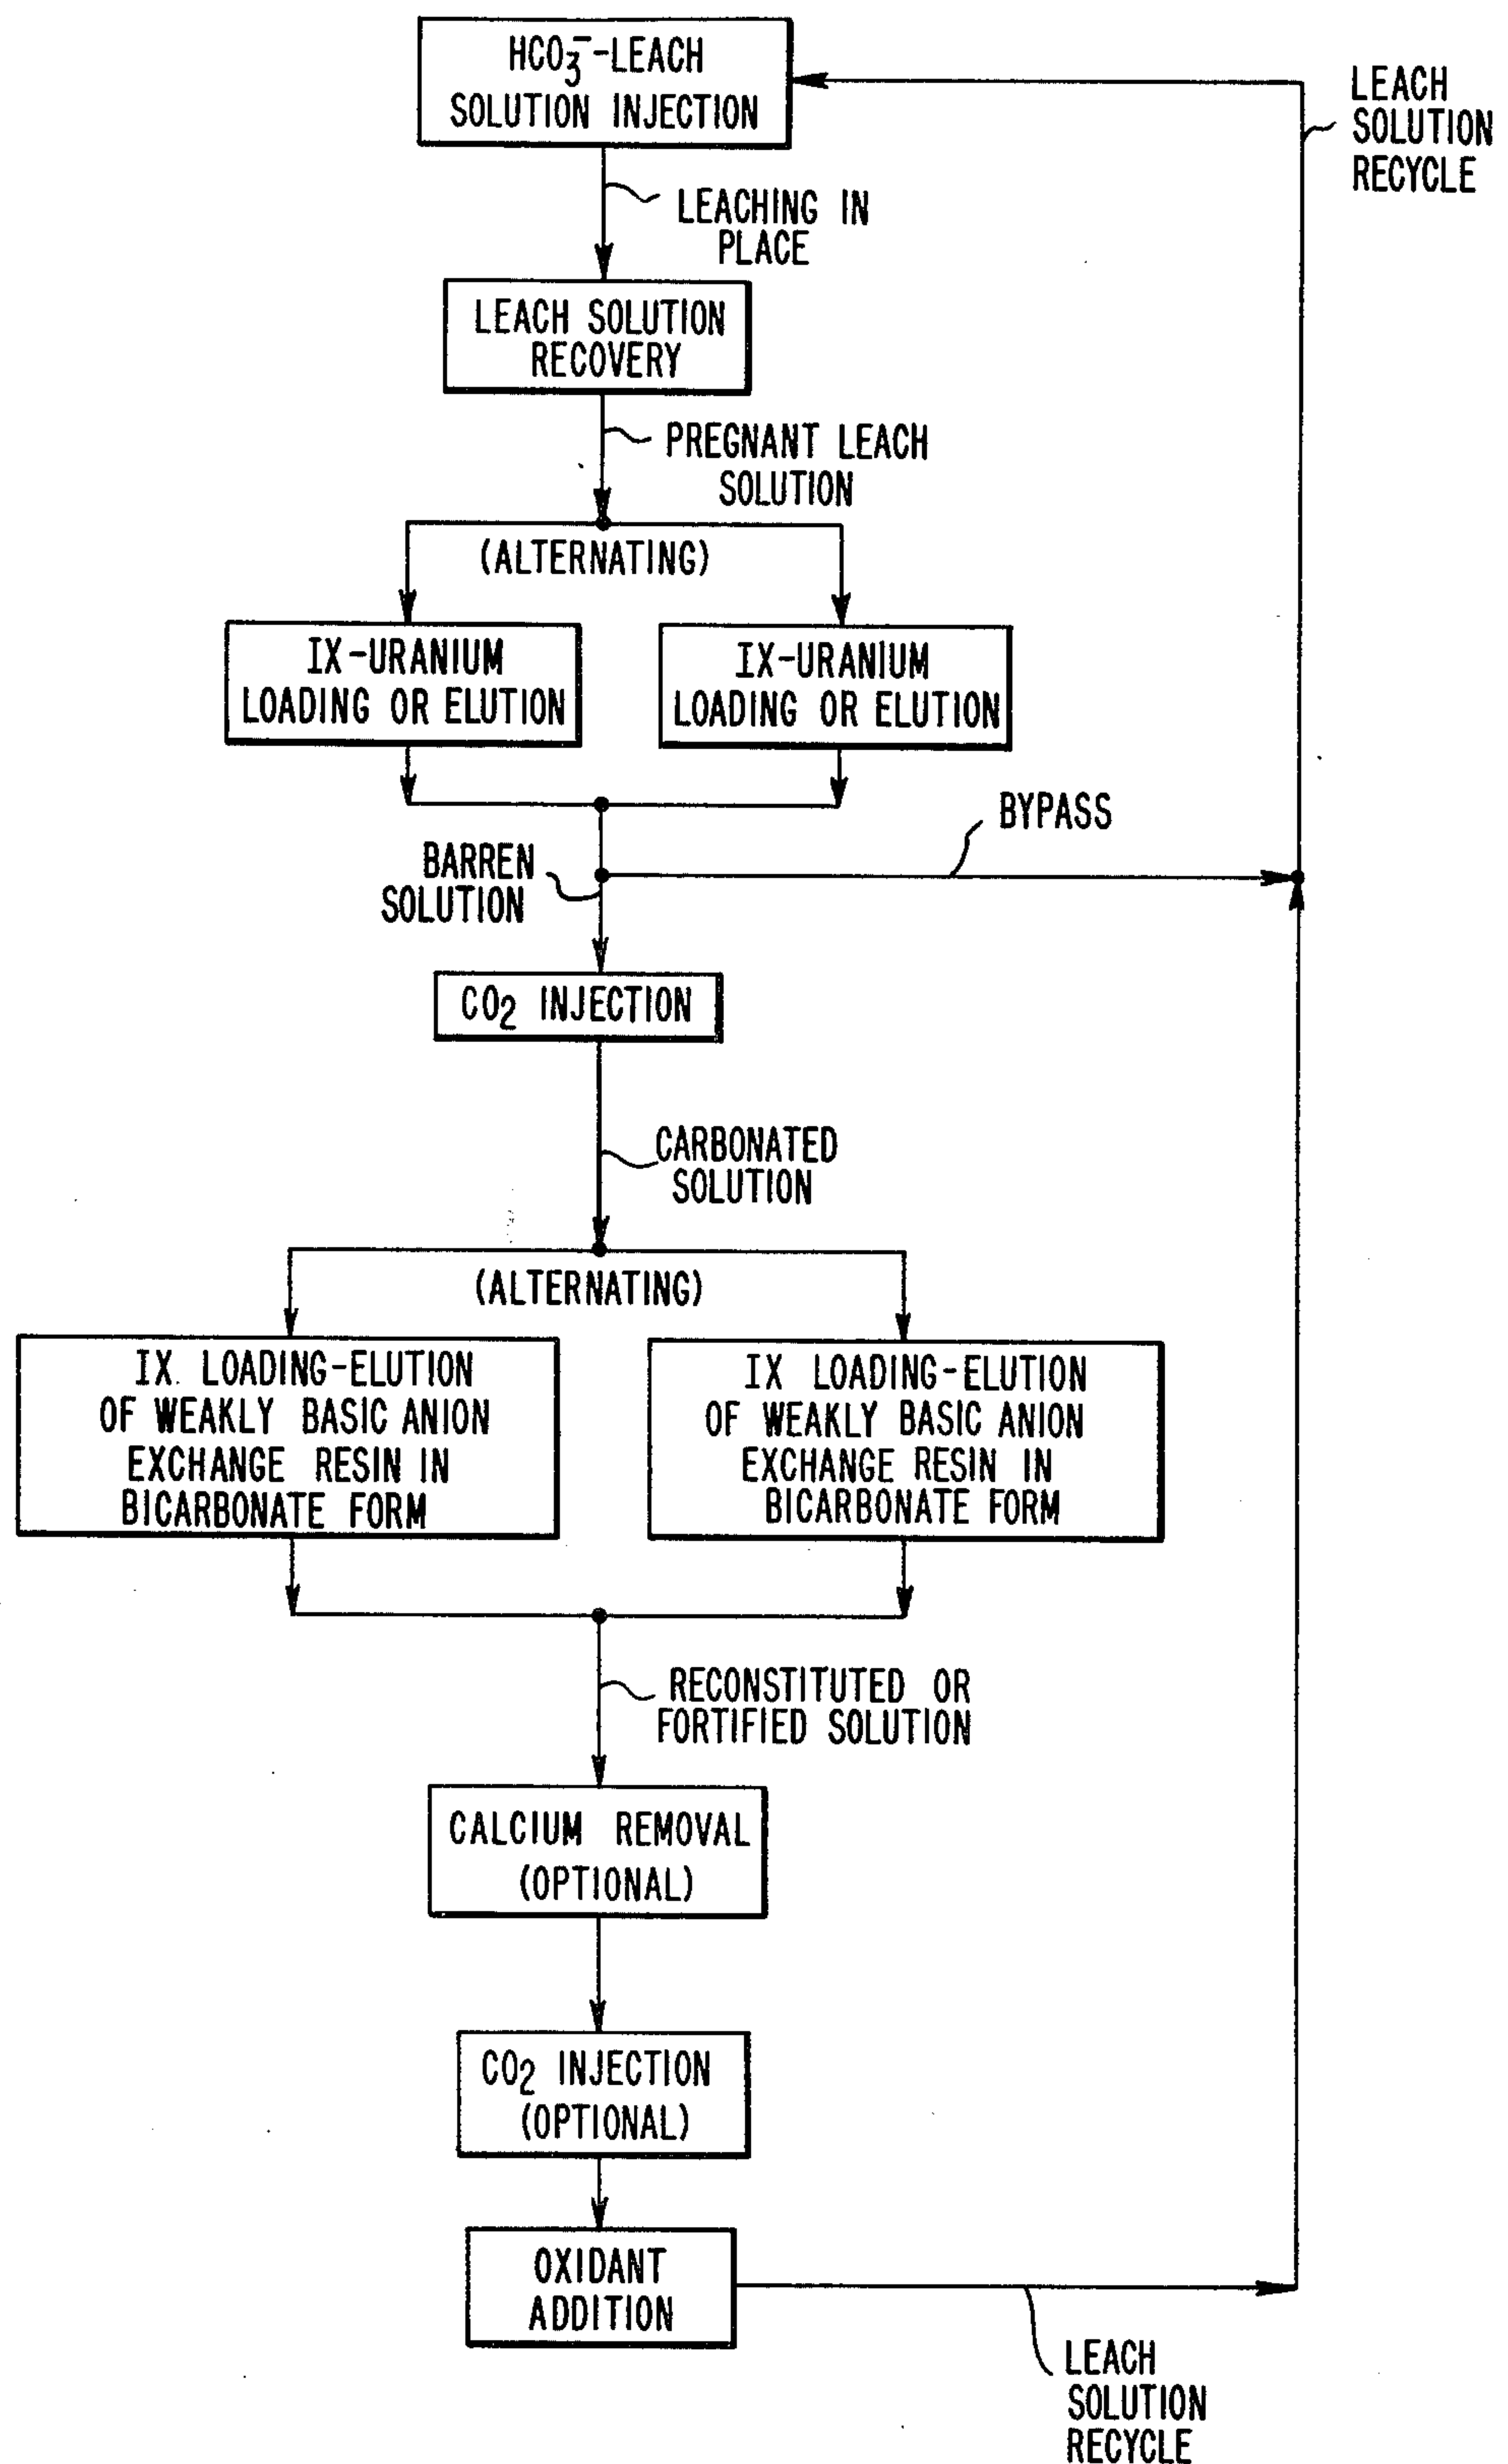 HCO₃⁻-LEACH
SOLUTION INJECTION
LEACH
SOLUTION
RECYCLE
LEACHING IN
PLACE
LEACH SOLUTION
RECOVERY
PREGNANT LEACH
SOLUTION
(ALTERNATING)
IX-URANIUM
LOADING OR ELUTION
IX-URANIUM
LOADING OR ELUTION
BYPASS
BARREN
SOLUTION
CO₂ INJECTION
CARBONATED
SOLUTION
(ALTERNATING)
IX LOADING-ELUTION
OF WEAKLY BASIC ANION
EXCHANGE RESIN IN
BICARBONATE FORM
IX LOADING-ELUTION
OF WEAKLY BASIC ANION
EXCHANGE RESIN IN
BICARBONATE FORM
RECONSTITUTED OR
FORTIFIED SOLUTION
CALCIUM REMOVAL
(OPTIONAL)
CO₂ INJECTION
(OPTIONAL)
OXIDANT
ADDITION
LEACH
SOLUTION
RECYCLE